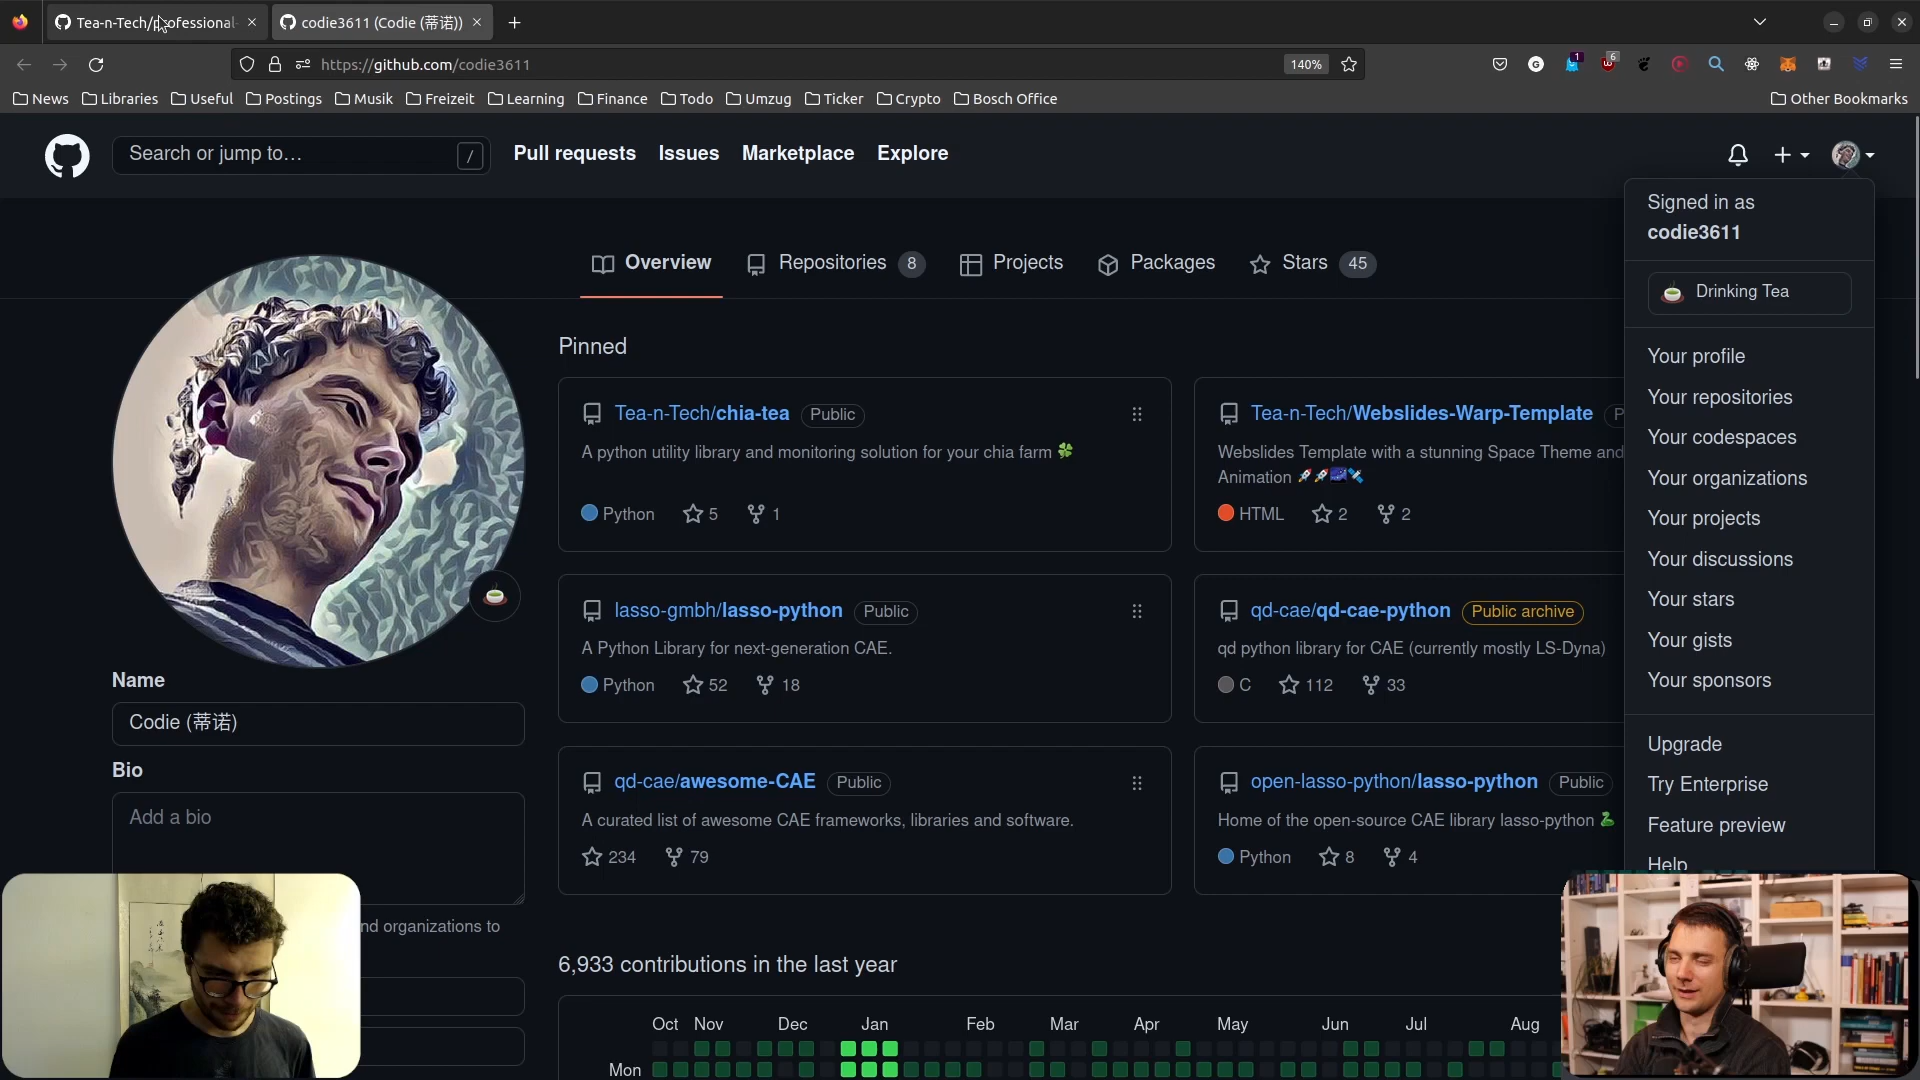 Tea-n-Tech/professional-
codie3611 (Codie (蒂诺))
https://github.com/codie3611
140%
1
6
News
Libraries
Useful
Postings
Musik
Freizeit
Learning
Finance
Todo
Umzug
Ticker
Crypto
Bosch Office
Other Bookmarks
Search or jump to…
/
Pull requests
Issues
Marketplace
Explore
Signed in as
codie3611
Drinking Tea
Your profile
Your repositories
Your codespaces
Your organizations
Your projects
Your discussions
Your stars
Your gists
Your sponsors
Upgrade
Try Enterprise
Feature preview
Help
Overview
Repositories 8
Projects
Packages
Stars 45
Name
Codie (蒂诺)
Bio
Add a bio
nd organizations to
Pinned
Tea-n-Tech/chia-tea Public
A python utility library and monitoring solution for your chia farm 🍀
Python 5 1
Tea-n-Tech/Webslides-Warp-Template P
Webslides Template with a stunning Space Theme and
Animation 🚀🚀🌌🛰️
HTML 2 2
lasso-gmbh/lasso-python Public
A Python Library for next-generation CAE.
Python 52 18
qd-cae/qd-cae-python Public archive
qd python library for CAE (currently mostly LS-Dyna)
C 112 33
qd-cae/awesome-CAE Public
A curated list of awesome CAE frameworks, libraries and software.
234 79
open-lasso-python/lasso-python Public
Home of the open-source CAE library lasso-python 🐍
Python 8 4
6,933 contributions in the last year
Oct Nov Dec Jan Feb Mar Apr May Jun Jul Aug
Mon